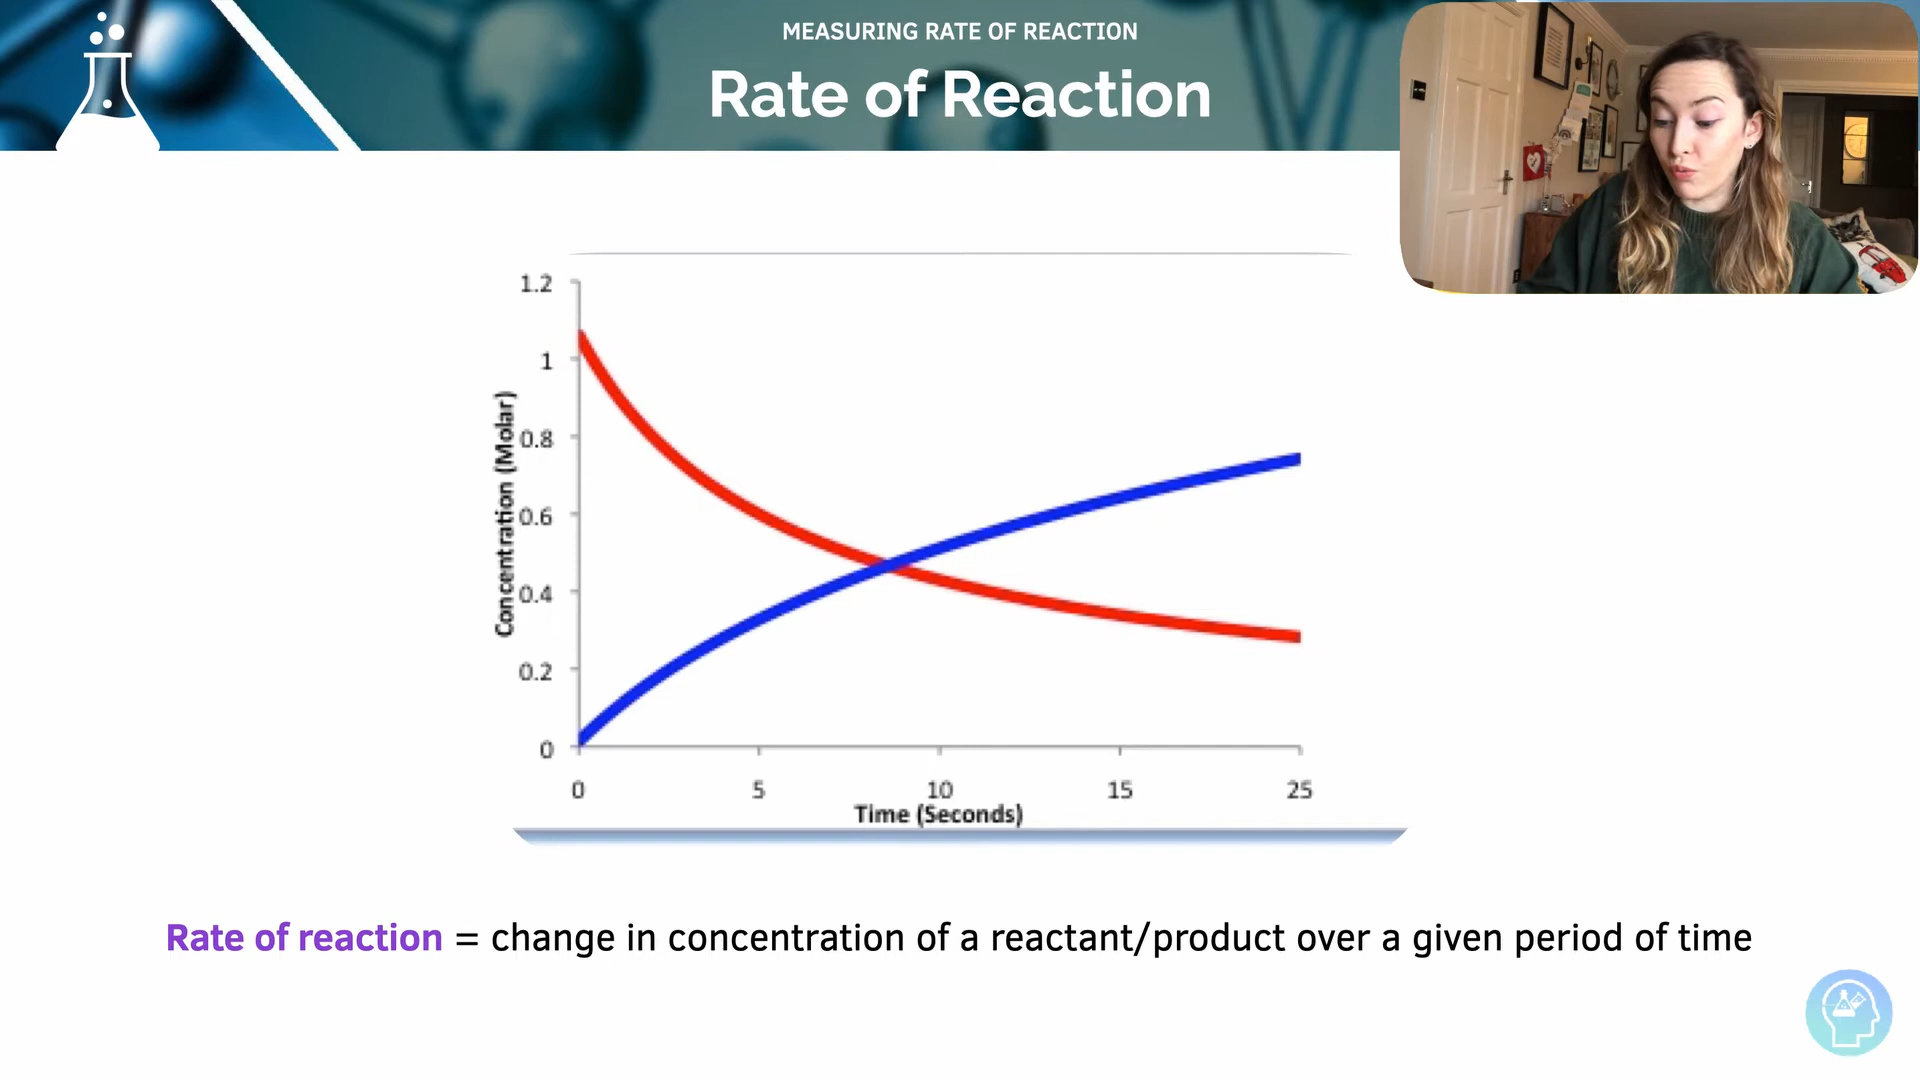 MEASURING RATE OF REACTION
Rate of Reaction
1.2
1
0.8
0.6
0.4
0.2
0
Concentration (Molar)
0 5 10 15 25
Time (Seconds)
Rate of reaction = change in concentration of a reactant/product over a given period of time